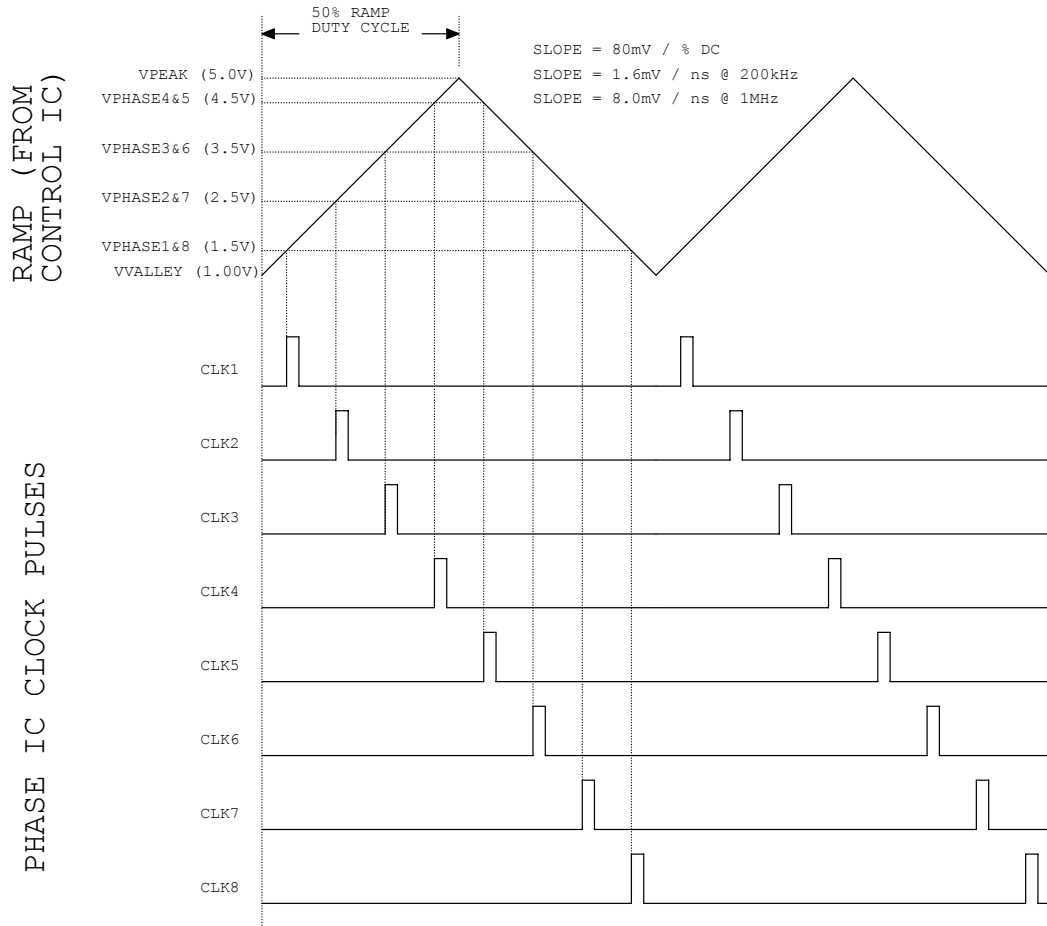 50% RAMP
DUTY CYCLE
SLOPE = 80mV / % DC
SLOPE = 1.6mV / ns @ 200kHz
SLOPE = 8.0mV / ns @ 1MHz
RAMP (FROM
CONTROL IC)
VPEAK (5.0V)
VPHASE4&5 (4.5V)
VPHASE3&6 (3.5V)
VPHASE2&7 (2.5V)
VPHASE1&8 (1.5V)
VVALLEY (1.00V)
PHASE IC CLOCK PULSES
CLK1
CLK2
CLK3
CLK4
CLK5
CLK6
CLK7
CLK8